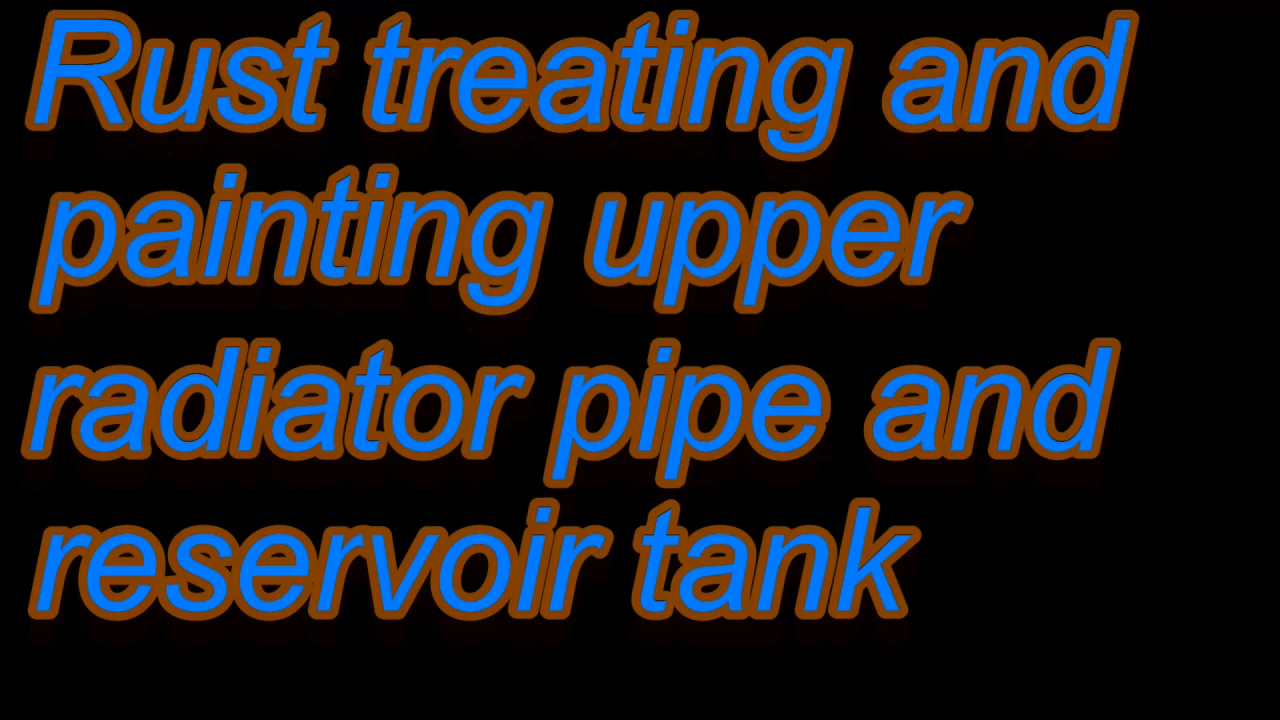 Rust treating and
painting upper
radiator pipe and
reservoir tank